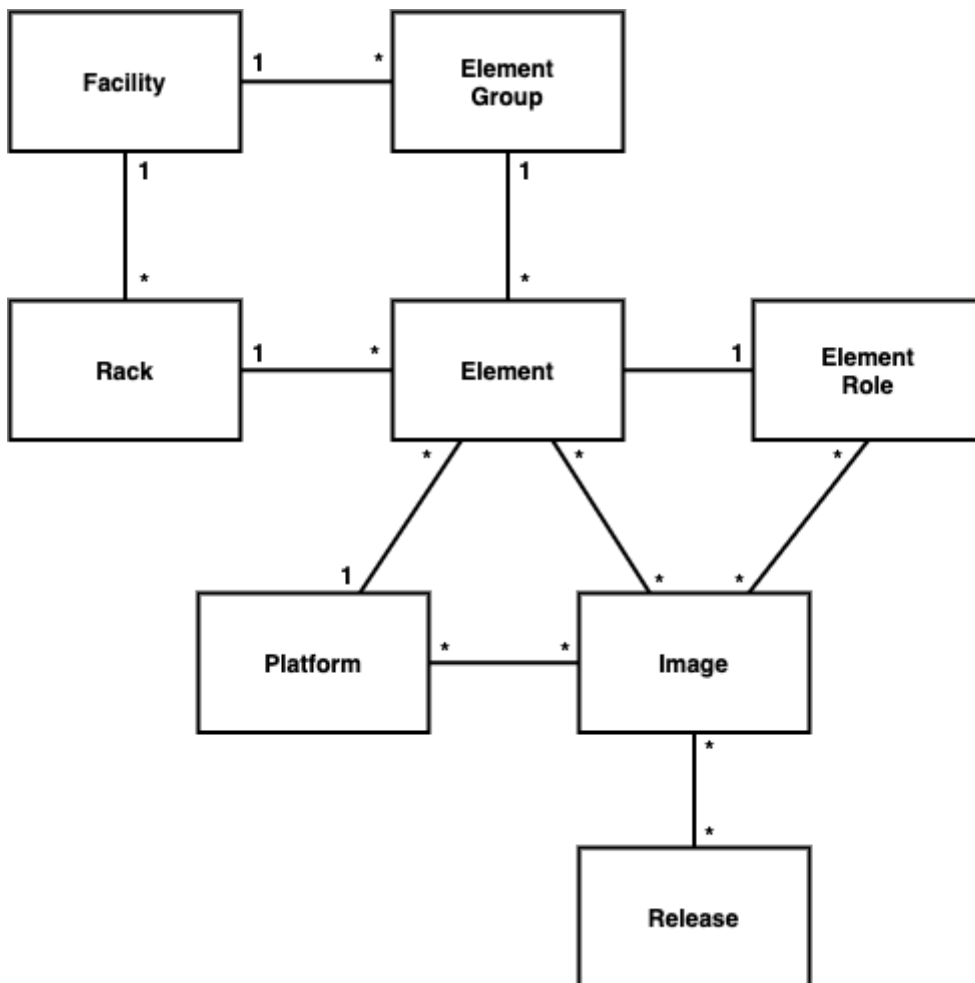 Facility
1
*
Element
Group
1
1
*
*
Rack
1
*
Element
1
Element
Role
*
*
*
1
*
*
Platform
*
*
Image
*
*
Release